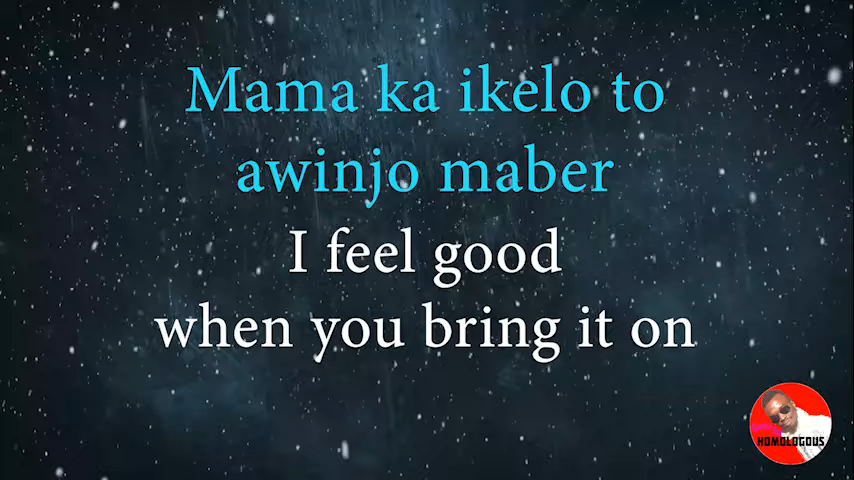 Mama ka ikelo to
awinjo maber
I feel good
when you bring it on
HOMOLOGOUS